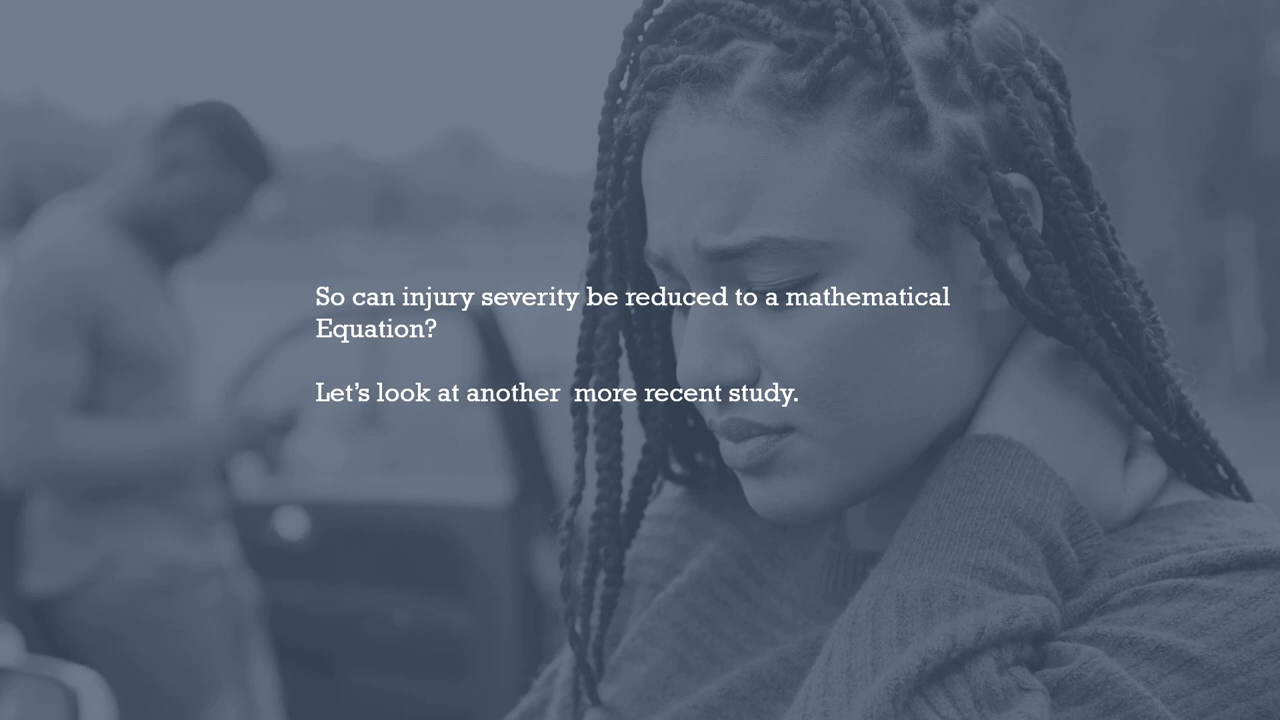 So can injury severity be reduced to a mathematical
Equation?
Let’s look at another  more recent study.